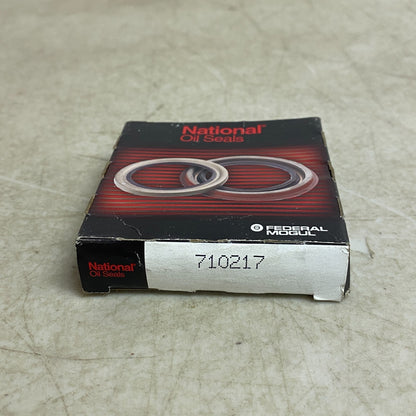 National
Oil Seals
FEDERAL
MOGUL
National
Oil Seals
710217